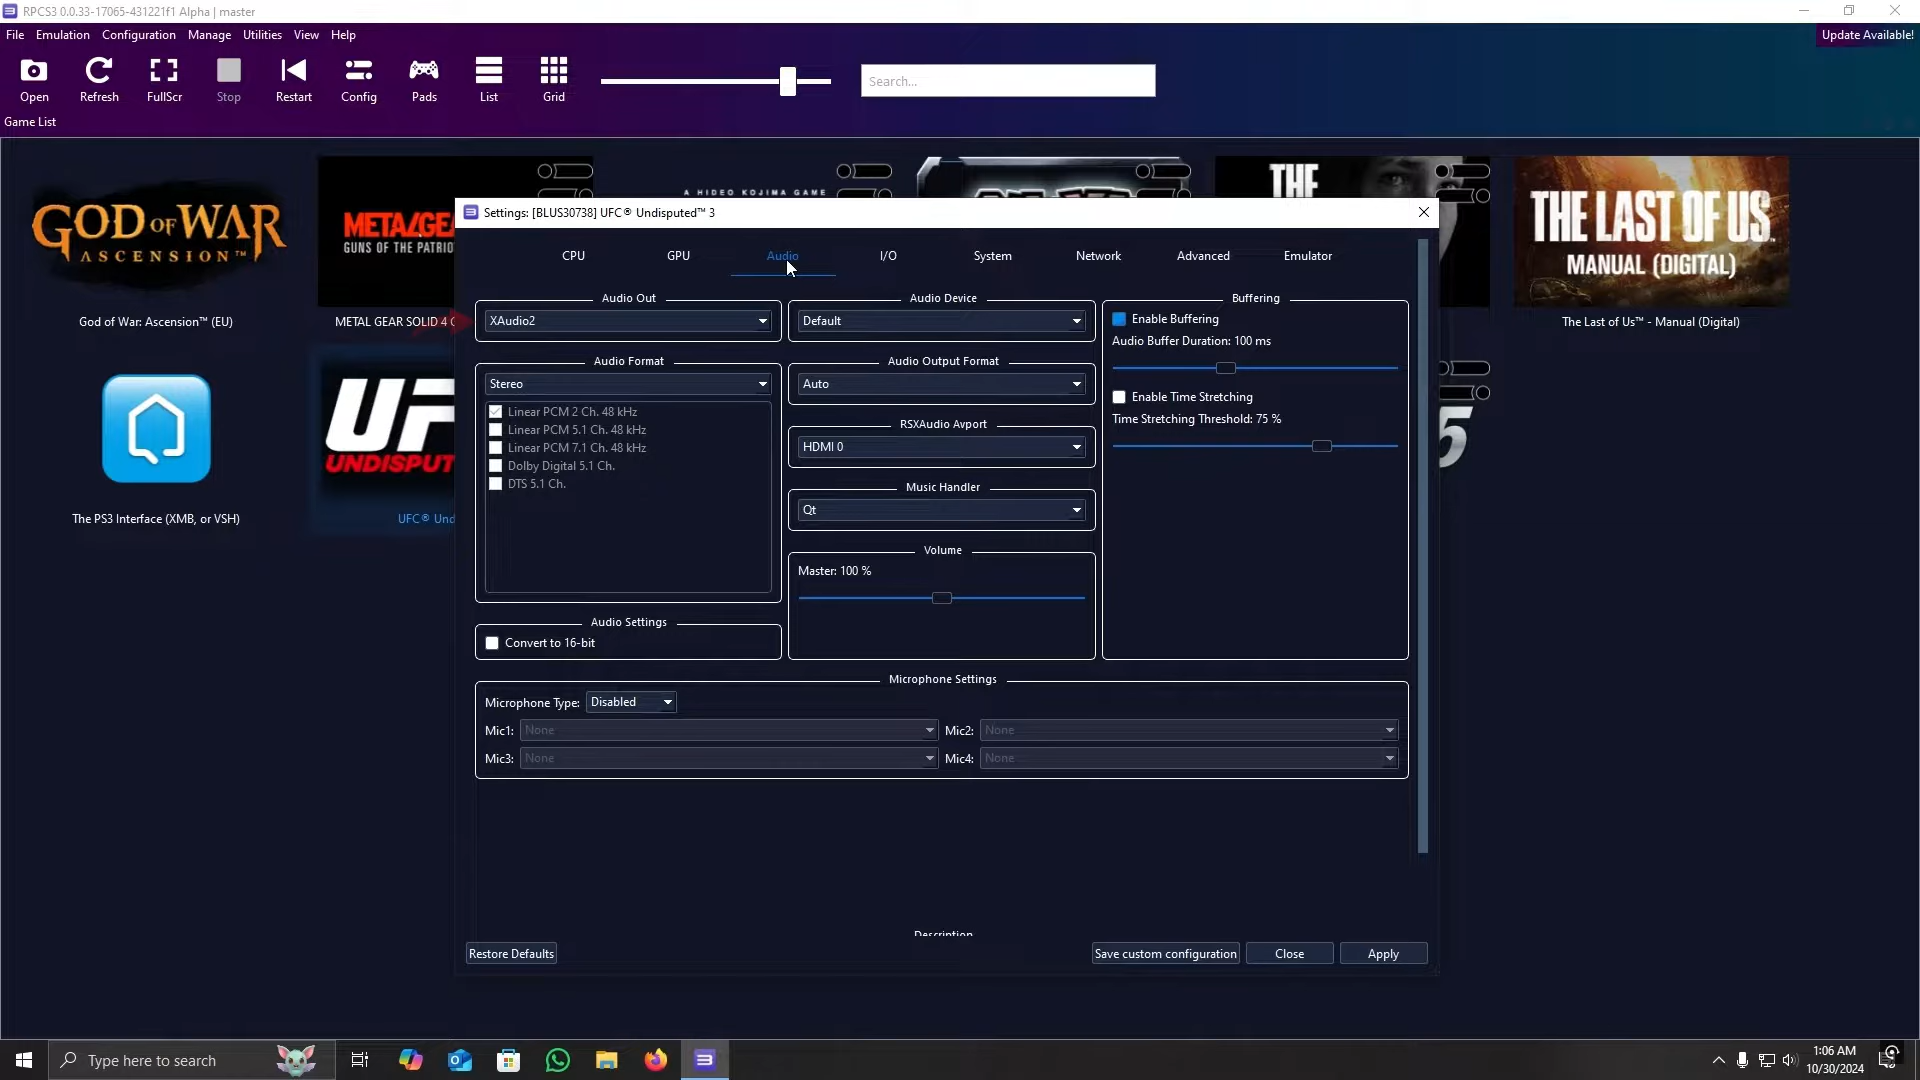 RPCS3 0.0.33-17065-431221f1 Alpha | master
File Emulation Configuration Manage Utilities View Help
Update Available!
Open Refresh FullScr Stop Restart Config Pads List Grid
Search...
Game List
GOD OF WAR
ASCENSION™
God of War: Ascension™ (EU)
GUNS OF THE PATRIO
METAL GEAR SOLID 4
A HIDEO KOJIMA GAME
THE
THE LAST OF US
MANUAL (DIGITAL)
The Last of Us™ - Manual (Digital)
The PS3 Interface (XMB, or VSH)
UF
UNDISPUT
UFC® Und
5
Settings: [BLUS30738] UFC® Undisputed™ 3
CPU GPU Audio I/O System Network Advanced Emulator
Audio Out
XAudio2
Audio Format
Stereo
Linear PCM 2 Ch. 48 kHz
Linear PCM 5.1 Ch. 48 kHz
Linear PCM 7.1 Ch. 48 kHz
Dolby Digital 5.1 Ch.
DTS 5.1 Ch.
Audio Settings
Convert to 16-bit
Audio Device
Default
Audio Output Format
Auto
RSXAudio Avport
HDMI 0
Music Handler
Qt
Volume
Master: 100 %
Buffering
Enable Buffering
Audio Buffer Duration: 100 ms
Enable Time Stretching
Time Stretching Threshold: 75 %
Microphone Settings
Microphone Type: Disabled
Mic1: None Mic2: None
Mic3: None Mic4: None
Description
Restore Defaults Save custom configuration Close Apply
Type here to search
1:06 AM
10/30/2024